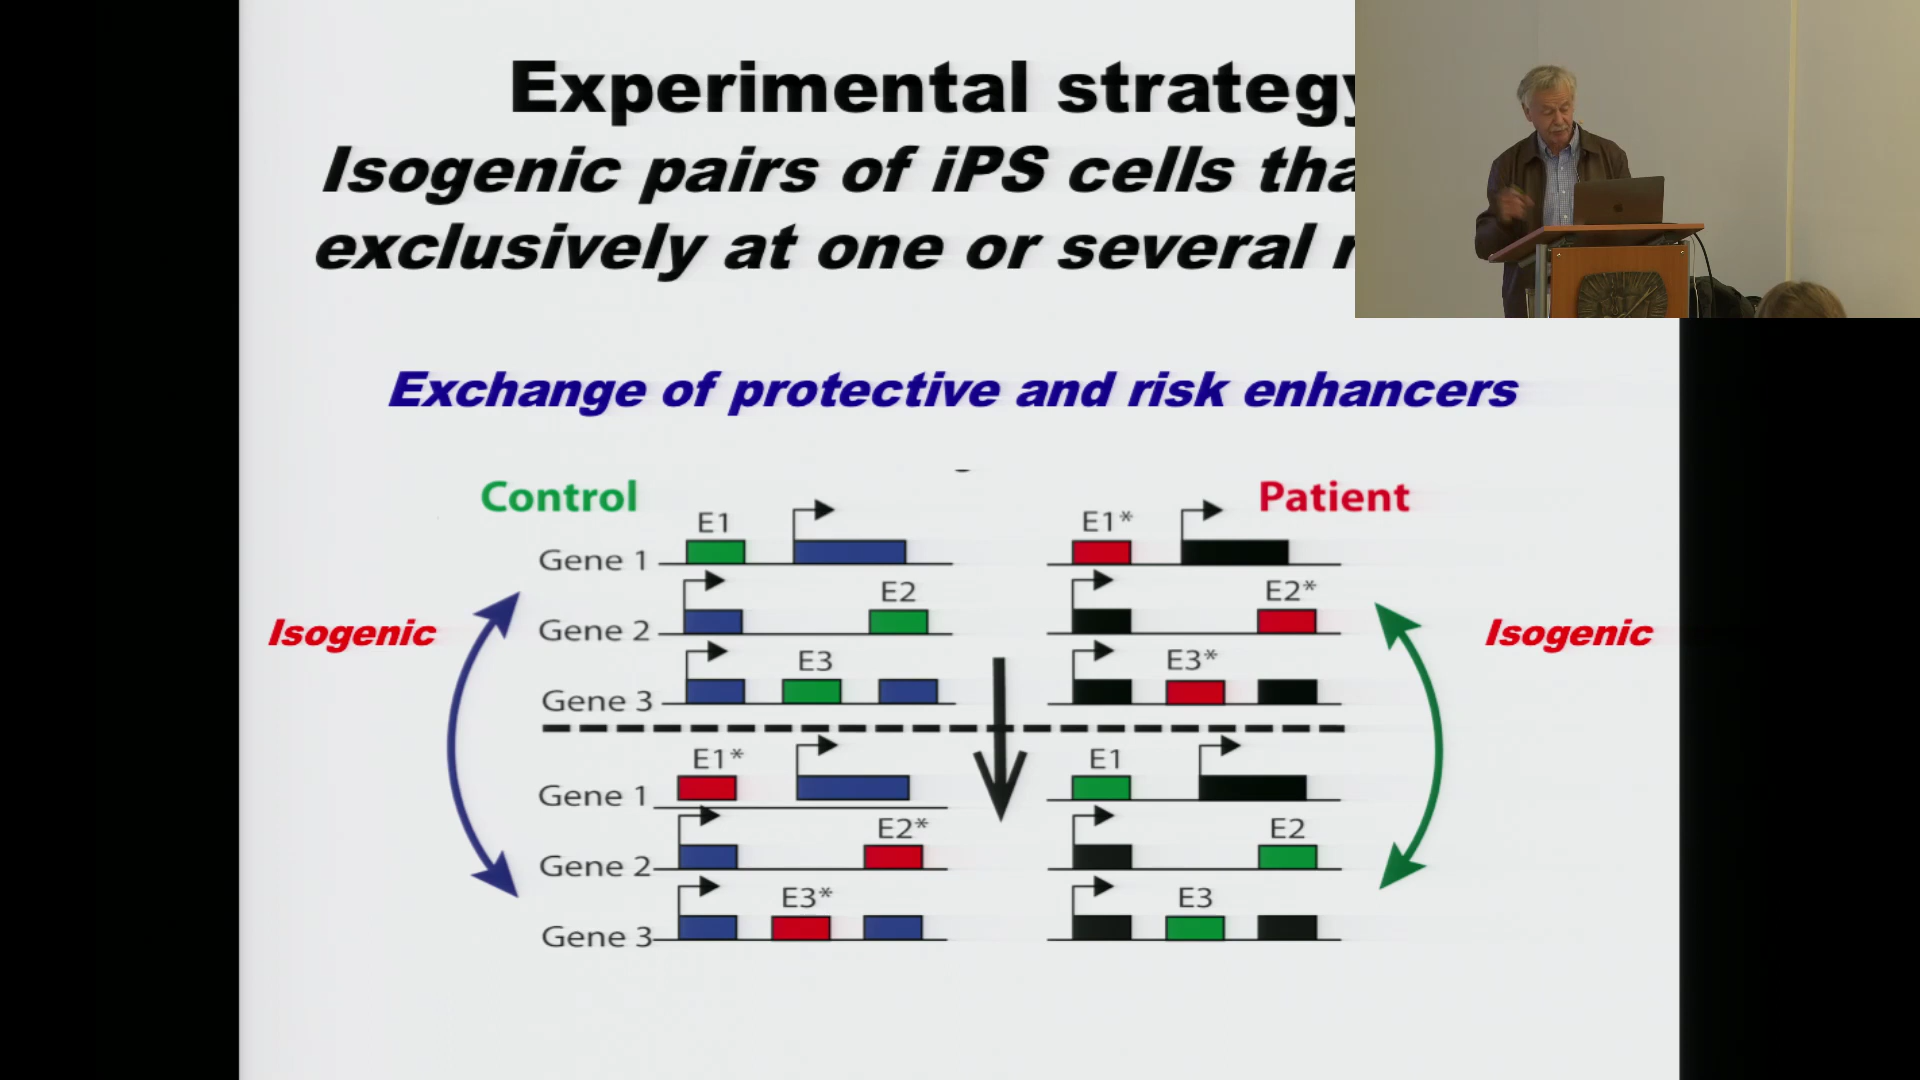 Experimental strategy
Isogenic pairs of iPS cells
exclusively at one or several
Exchange of protective and risk enhancers
Control
Patient
E1
E1*
Gene 1
E2
E2*
Gene 2
Isogenic
Isogenic
E3
E3*
Gene 3
E1*
E1
Gene 1
E2*
E2
Gene 2
E3*
E3
Gene 3